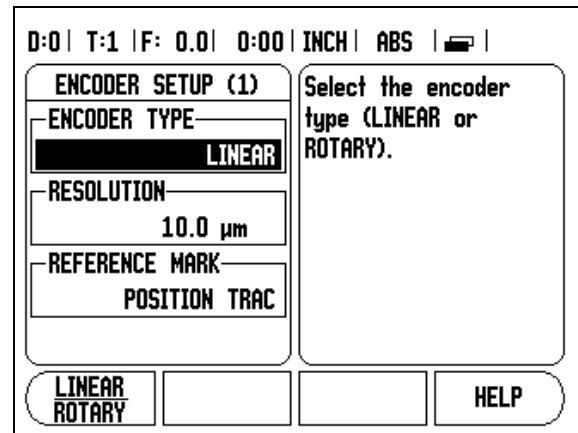 D:0 | T:1 | F: 0.0 | 0:00 | INCH | ABS
ENCODER SETUP (1)
ENCODER TYPE
LINEAR
RESOLUTION
10.0 µm
REFERENCE MARK
POSITION TRAC
Select the encoder
type (LINEAR or
ROTARY).
LINEAR
ROTARY
HELP